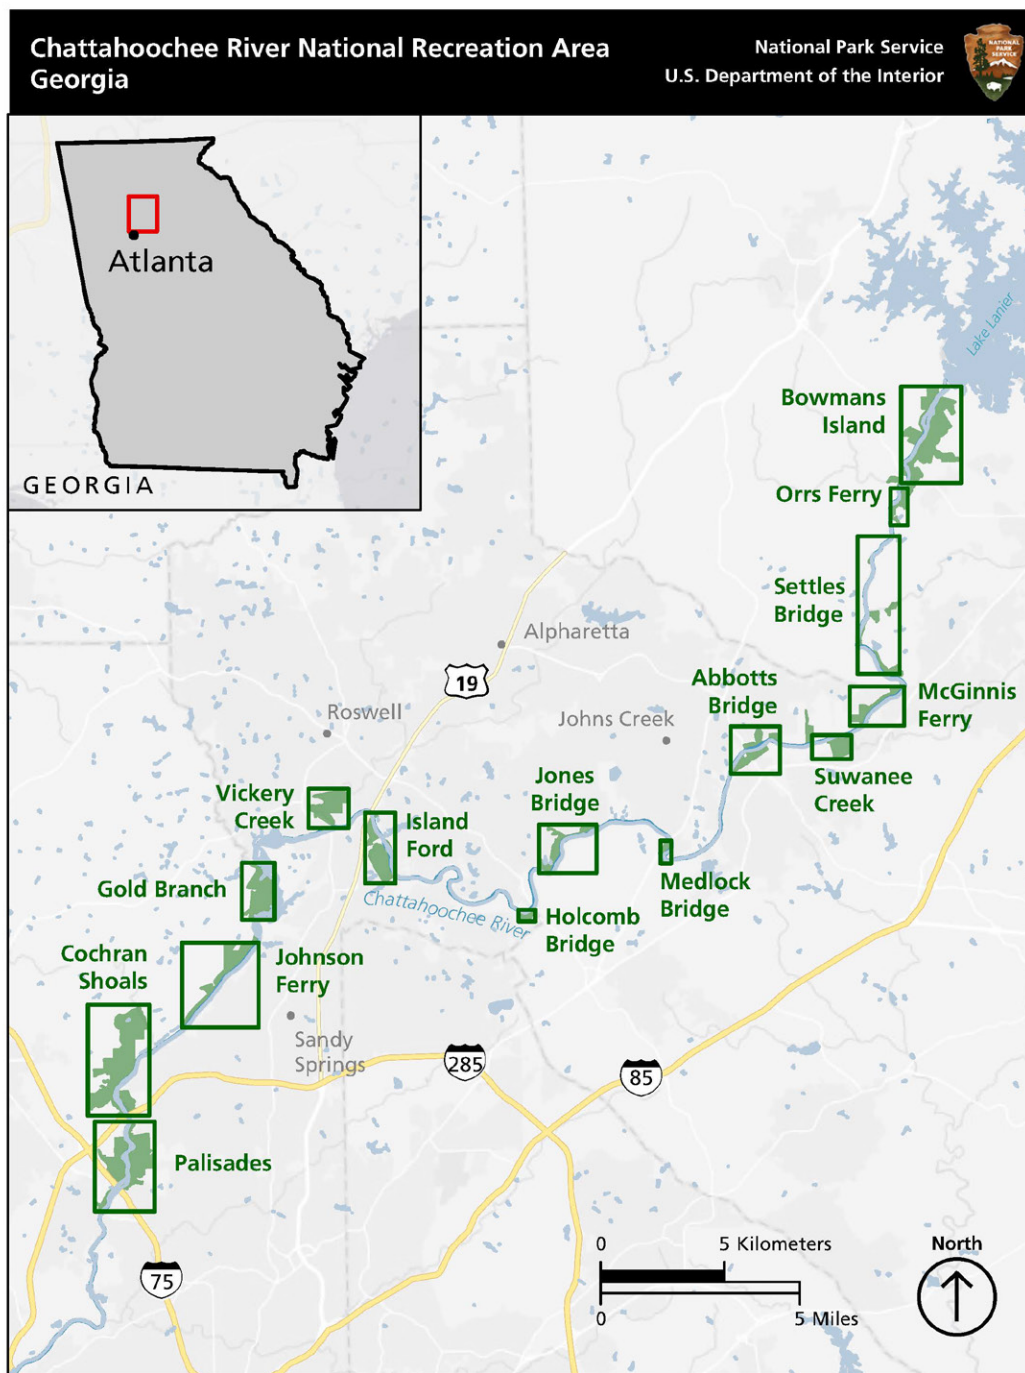 Chattahoochee River National Recreation Area
Georgia
National Park Service
U.S. Department of the Interior
NATIONAL
PARK
SERVICE
Atlanta
GEORGIA
Lake Lanier
Bowmans
Island
Orrs Ferry
Settles
Bridge
Alpharetta
19
Abbotts
Bridge
McGinnis
Ferry
Roswell
Johns Creek
Suwanee
Creek
Jones
Bridge
Vickery
Creek
Island
Ford
Medlock
Bridge
Gold Branch
Chattahoochee River
Holcomb
Bridge
Cochran
Shoals
Johnson
Ferry
Sandy
Springs
285
85
Palisades
75
0
5 Kilometers
0
5 Miles
North